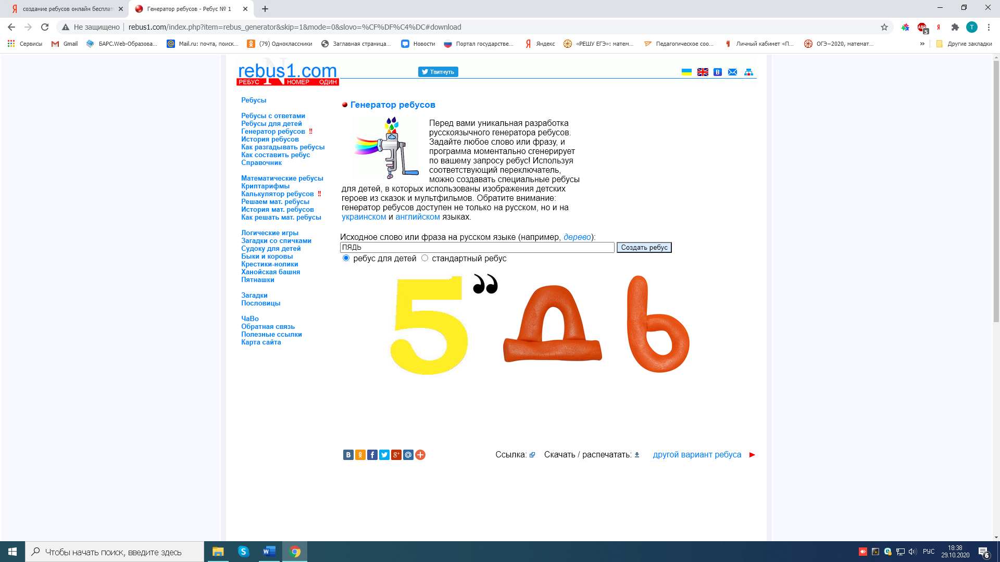 создание ребусов онлайн бесплат
Генератор ребусов - Ребус № 1
Не защищено
rebus1.com/index.php?item=rebus_generator&skip=1&mode=0&slovo=%CF%DF%C4%DC#download
ABP
5
Я
T
Сервисы
Gmail
БАРС.Web-Образова...
Mail.ru: почта, поиск...
(79) Одноклассники
Заглавная страница...
Новости
Портал государстве...
Яндекс
«РЕШУ ЕГЭ»: матем...
Педагогическое соо...
Личный кабинет «П...
ОГЭ−2020, математ...
»
Другие закладки
N
rebus1.com
РЕБУС НОМЕР ОДИН
Твитнуть
Ребусы
Ребусы с ответами
Ребусы для детей
Генератор ребусов !!
История ребусов
Как разгадывать ребусы
Как составить ребус
Справочник
Математические ребусы
Криптарифмы
Калькулятор ребусов !!
Решаем мат. ребусы
История мат. ребусов
Как решать мат. ребусы
Логические игры
Загадки со спичками
Судоку для детей
Быки и коровы
Крестики-нолики
Ханойская башня
Пятнашки
Загадки
Пословицы
ЧаВо
Обратная связь
Полезные ссылки
Карта сайта
Генератор ребусов
Перед вами уникальная разработка
русскоязычного генератора ребусов.
Задайте любое слово или фразу, и
программа моментально сгенерирует
по вашему запросу ребус! Используя
соответствующий переключатель,
можно создавать специальные ребусы
для детей, в которых использованы изображения детских
героев из сказок и мультфильмов. Обратите внимание:
генератор ребусов доступен не только на русском, но и на
украинском и английском языках.
Исходное слово или фраза на русском языке (например, дерево):
ПЯДЬ
Создать ребус
ребус для детей стандартный ребус
5 “ Д Ь
Ссылка: Скачать / распечатать: другой вариант ребуса
Чтобы начать поиск, введите здесь
РУС
18:38
29.10.2020
6